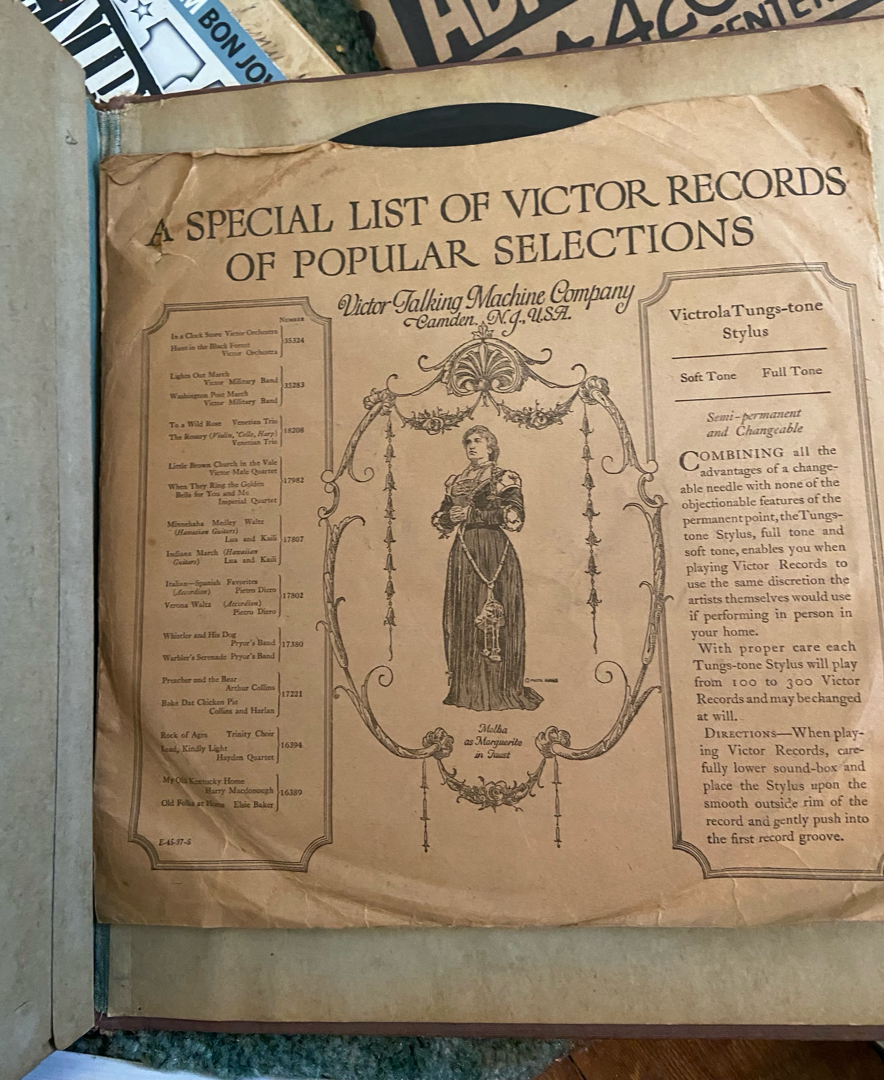 BON JOV
CENTER
A SPECIAL LIST OF VICTOR RECORDS
OF POPULAR SELECTIONS
Victor Talking Machine Company
Camden, N.J., U.S.A.
NUMBER
In a Clock Store Victor Orchestra
Hunt in the Black Forest
Victor Orchestra
35324
Lights Out March
Victor Military Band
Washington Post March
Victor Military Band
35283
To a Wild Rose Venetian Trio
The Rosary (Violin, 'Cello, Harp)
Venetian Trio
18208
Little Brown Church in the Vale
Victor Male Quartet
When They Ring the Golden
Bells for You and Me
Imperial Quartet
17982
Minnehaha Medley Waltz
(Hawaiian Guitars)
Lua and Kaili
Indiana March (Hawaiian
Guitars) Lua and Kaili
17807
Italian—Spanish Favorites
(Accordion) Pietro Diero
Verona Waltz (Accordion)
Pietro Diero
17802
Whistler and His Dog
Pryor's Band
Warbler's Serenade Pryor's Band
17380
Preacher and the Bear
Arthur Collins
Bake Dat Chicken Pie
Collins and Harlan
17221
Rock of Ages Trinity Choir
Lead, Kindly Light
Hayden Quartet
16394
My Old Kentucky Home
Harry Macdonough
Old Folks at Home Elsie Baker
16389
E-45-37-5
© PHOTO
Melba
as Marguerite
in Faust
Victrola Tungs-tone
Stylus
Soft Tone Full Tone
Semi-permanent
and Changeable
COMBINING all the
advantages of a change-
able needle with none of the
objectionable features of the
permanent point, the Tungs-
tone Stylus, full tone and
soft tone, enables you when
playing Victor Records to
use the same discretion the
artists themselves would use
if performing in person in
your home.
With proper care each
Tungs-tone Stylus will play
from 100 to 300 Victor
Records and may be changed
at will.
DIRECTIONS—When play-
ing Victor Records, care-
fully lower sound-box and
place the Stylus upon the
smooth outside rim of the
record and gently push into
the first record groove.